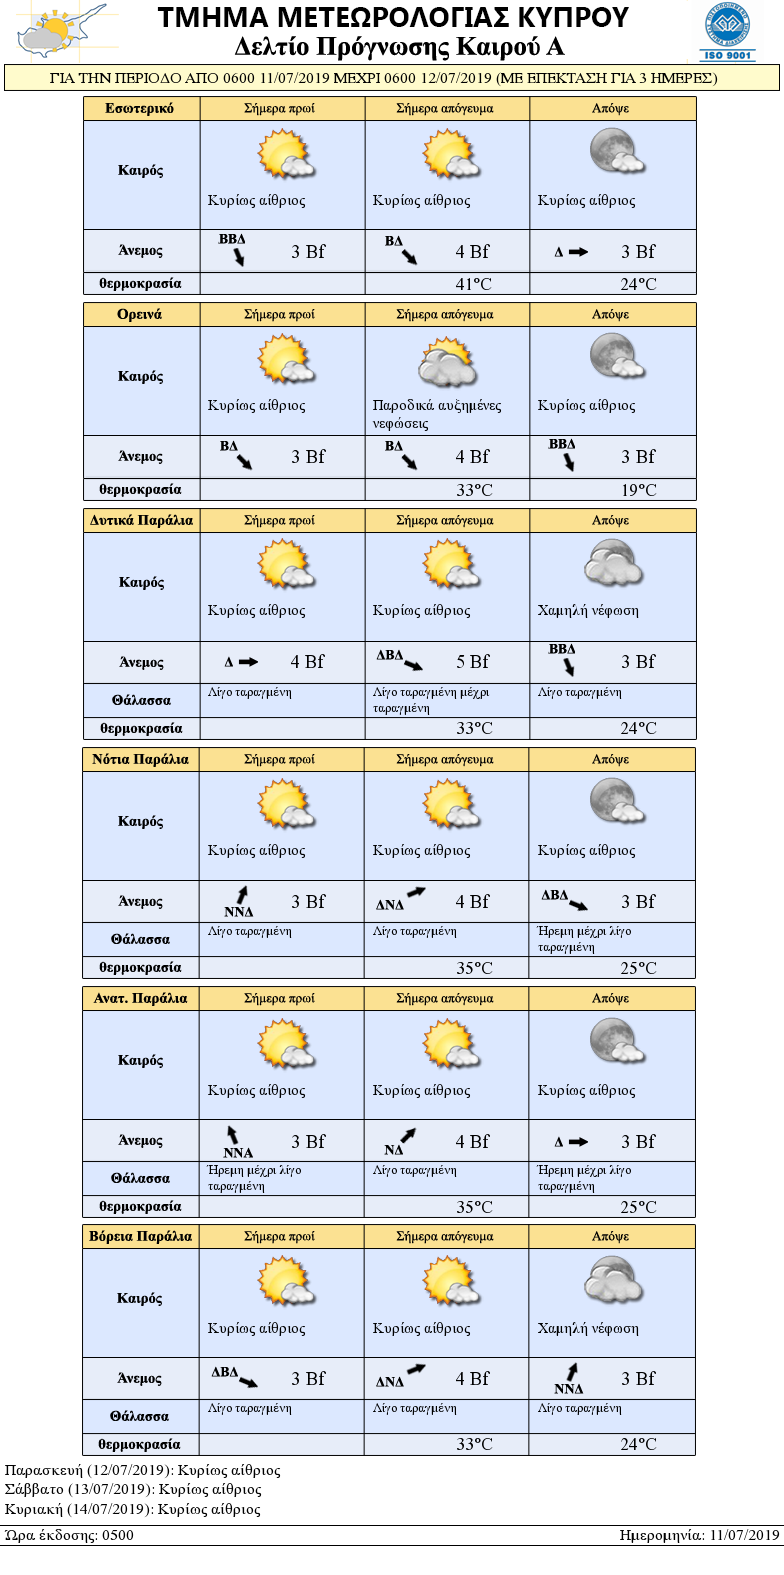 ΤΜΗΜΑ ΜΕΤΕΩΡΟΛΟΓΙΑΣ ΚΥΠΡΟΥ
Δελτίο Πρόγνωσης Καιρού Α
ISO 9001
ΓΙΑ ΤΗΝ ΠΕΡΙΟΔΟ ΑΠΟ 0600 11/07/2019 ΜΕΧΡΙ 0600 12/07/2019 (ΜΕ ΕΠΕΚΤΑΣΗ ΓΙΑ 3 ΗΜΕΡΕΣ)
Εσωτερικό Σήμερα πρωί Σήμερα απόγευμα Απόψε
Καιρός
Κυρίως αίθριος Κυρίως αίθριος Κυρίως αίθριος
Άνεμος ΒΒΔ 3 Bf ΒΔ 4 Bf Δ 3 Bf
θερμοκρασία 41°C 24°C
Ορεινά Σήμερα πρωί Σήμερα απόγευμα Απόψε
Καιρός
Κυρίως αίθριος Παροδικά αυξημένες Κυρίως αίθριος
νεφώσεις
Άνεμος ΒΔ 3 Bf ΒΔ 4 Bf ΒΒΔ 3 Bf
θερμοκρασία 33°C 19°C
Δυτικά Παράλια Σήμερα πρωί Σήμερα απόγευμα Απόψε
Καιρός
Κυρίως αίθριος Κυρίως αίθριος Χαμηλή νέφωση
Άνεμος Δ 4 Bf ΔΒΔ 5 Bf ΒΒΔ 3 Bf
Θάλασσα Λίγο ταραγμένη Λίγο ταραγμένη μέχρι Λίγο ταραγμένη
ταραγμένη
θερμοκρασία 33°C 24°C
Νότια Παράλια Σήμερα πρωί Σήμερα απόγευμα Απόψε
Καιρός
Κυρίως αίθριος Κυρίως αίθριος Κυρίως αίθριος
Άνεμος ΝΝΔ 3 Bf ΔΝΔ 4 Bf ΔΒΔ 3 Bf
Θάλασσα Λίγο ταραγμένη Λίγο ταραγμένη Ήρεμη μέχρι λίγο
ταραγμένη
θερμοκρασία 35°C 25°C
Ανατ. Παράλια Σήμερα πρωί Σήμερα απόγευμα Απόψε
Καιρός
Κυρίως αίθριος Κυρίως αίθριος Κυρίως αίθριος
Άνεμος ΝΝΑ 3 Bf ΝΔ 4 Bf Δ 3 Bf
Θάλασσα Ήρεμη μέχρι λίγο Λίγο ταραγμένη Ήρεμη μέχρι λίγο
ταραγμένη ταραγμένη
θερμοκρασία 35°C 25°C
Βόρεια Παράλια Σήμερα πρωί Σήμερα απόγευμα Απόψε
Καιρός
Κυρίως αίθριος Κυρίως αίθριος Χαμηλή νέφωση
Άνεμος ΔΒΔ 3 Bf ΔΝΔ 4 Bf ΝΝΔ 3 Bf
Θάλασσα Λίγο ταραγμένη Λίγο ταραγμένη Λίγο ταραγμένη
θερμοκρασία 33°C 24°C
Παρασκευή (12/07/2019): Κυρίως αίθριος
Σάββατο (13/07/2019): Κυρίως αίθριος
Κυριακή (14/07/2019): Κυρίως αίθριος
Ώρα έκδοσης: 0500 Ημερομηνία: 11/07/2019